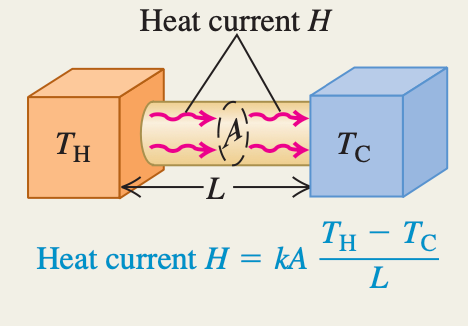 Heat current H
T_H
A
T_C
L
Heat current H = kA (T_H − T_C) / L